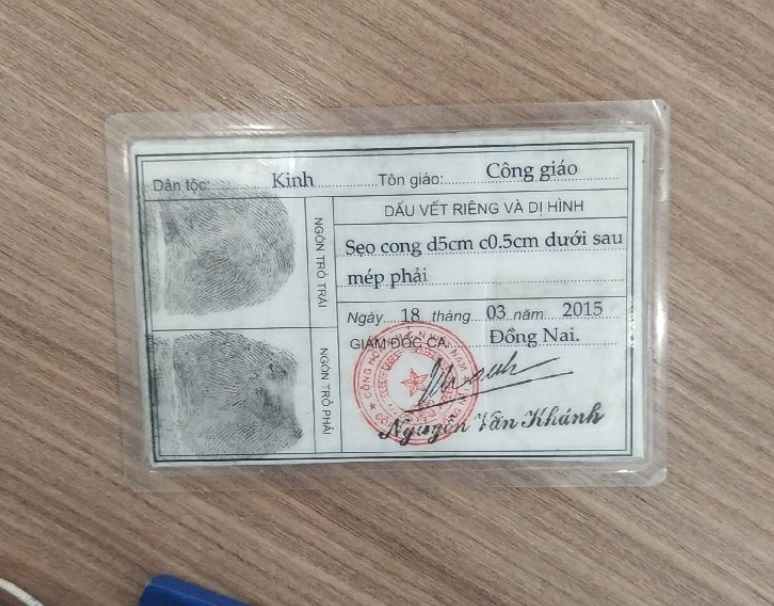 Dân tộc: Kinh Tôn giáo: Công giáo
NGÓN TRỎ TRÁI
NGÓN TRỎ PHẢI
DẤU VẾT RIÊNG VÀ DỊ HÌNH
Sẹo cong d5cm c0.5cm dưới sau
mép phải
Ngày 18 tháng 03 năm 2015
GIÁM ĐỐC CA. Đồng Nai.
Nguyễn Văn Khánh